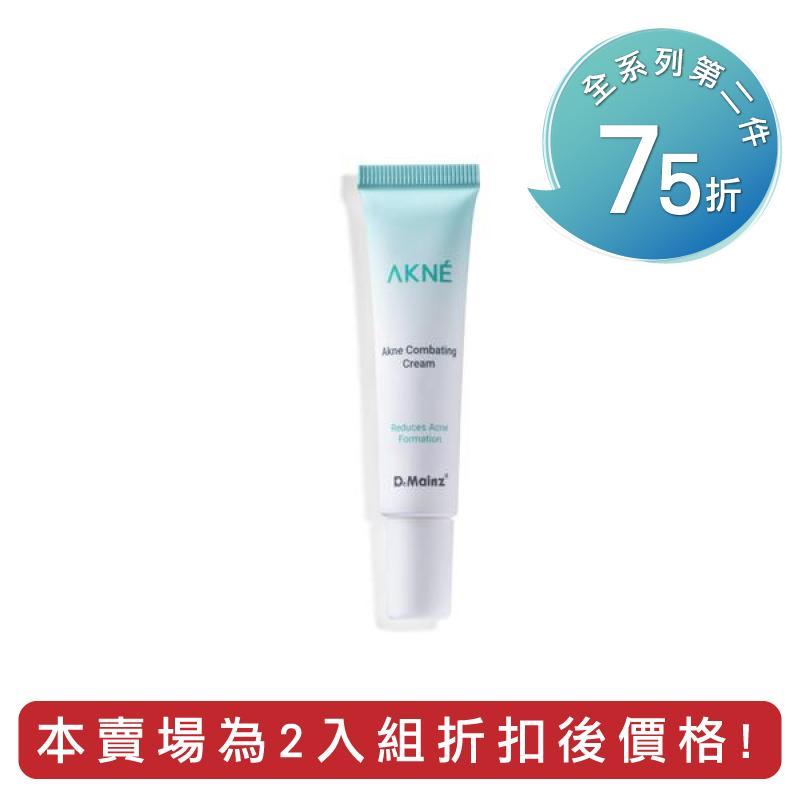 全系列第二件
75折
AKNÉ
Akne Combating
Cream
Reduces Acne
Formation
Dr.Mainz®
本賣場為2入組折扣後價格!